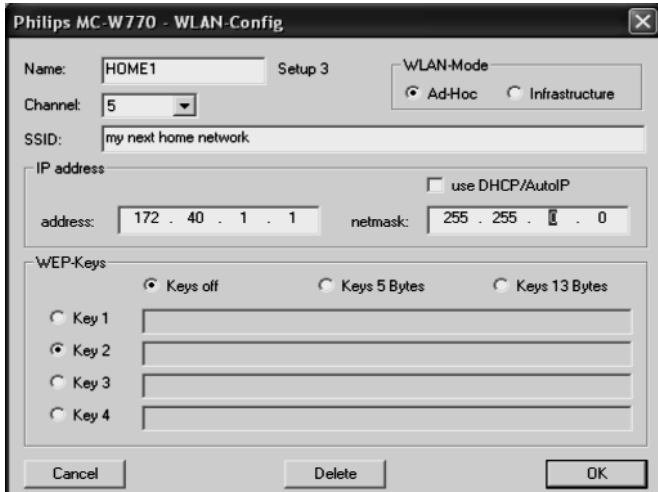 Philips MC-W770 - WLAN-Config
Name: HOME1 Setup 3
WLAN-Mode
Ad-Hoc Infrastructure
Channel: 5
SSID: my next home network
IP address
use DHCP/AutoIP
address: 172 . 40 . 1 . 1 netmask: 255 . 255 . 0 . 0
WEP-Keys
Keys off Keys 5 Bytes Keys 13 Bytes
Key 1
Key 2
Key 3
Key 4
Cancel Delete OK